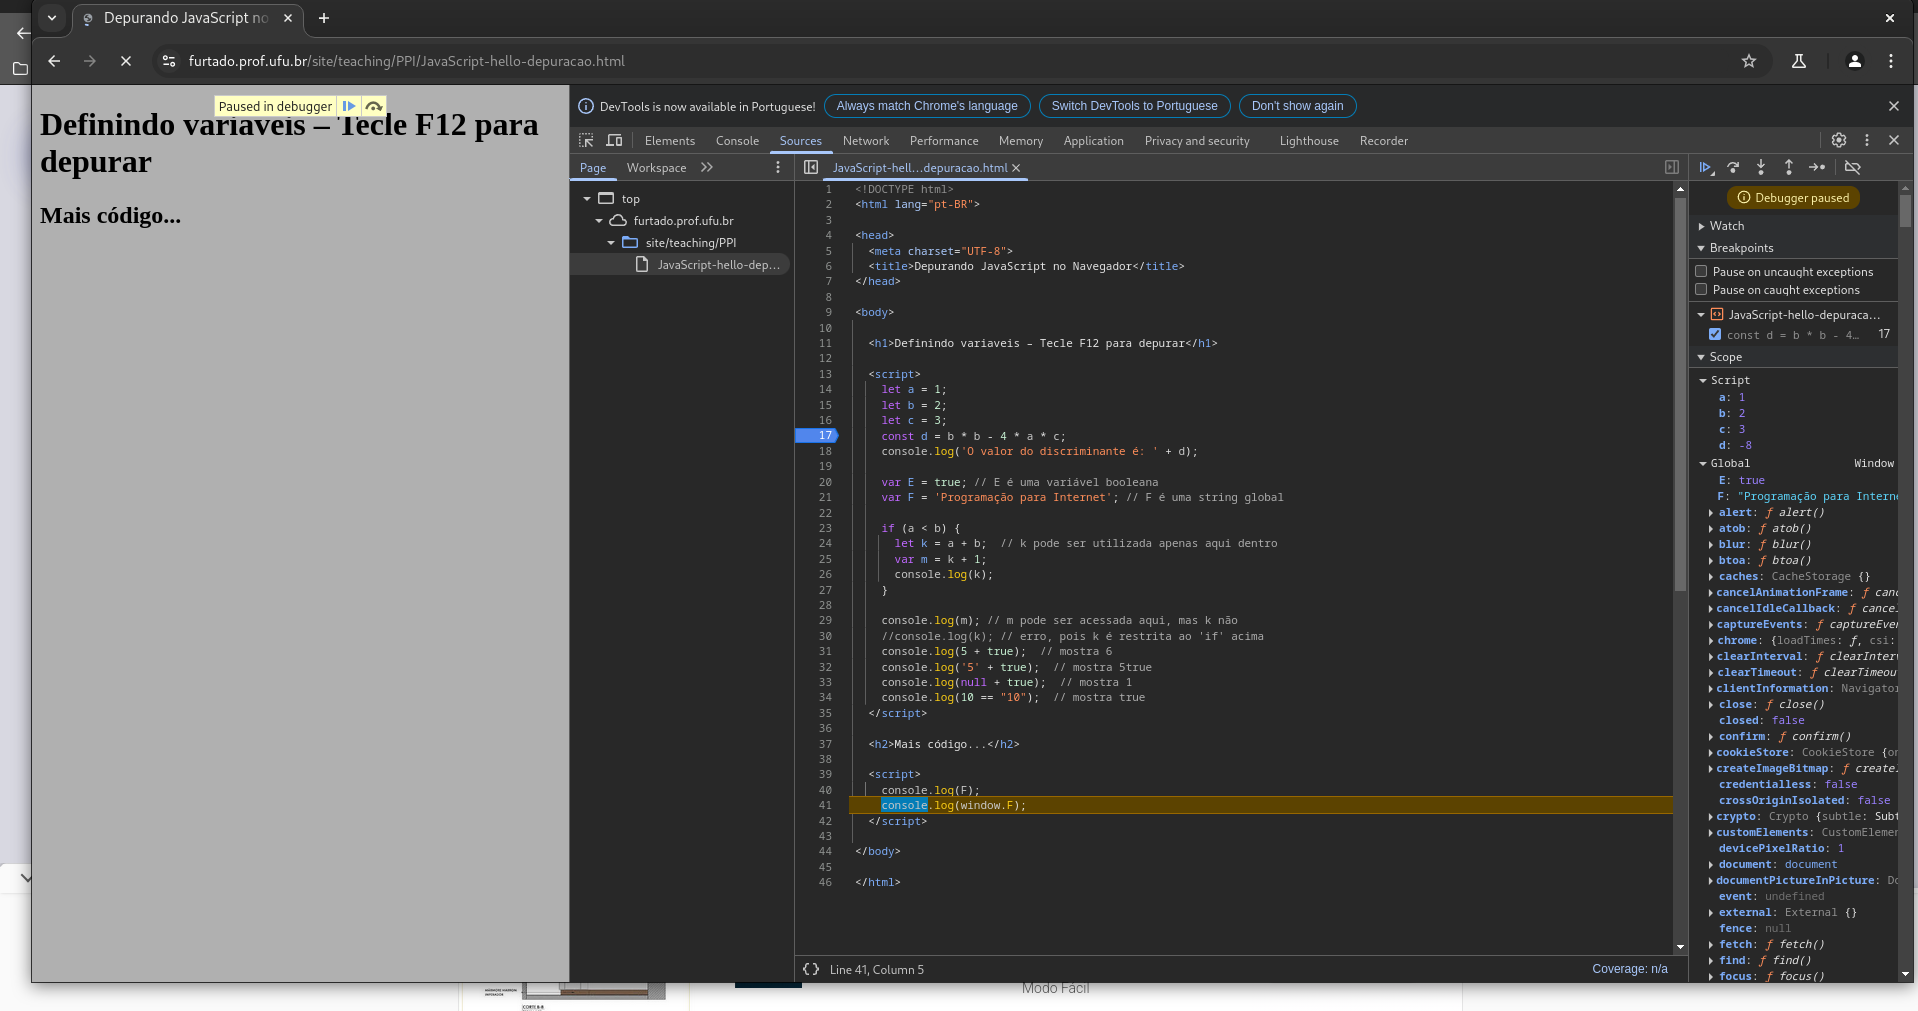 Depurando JavaScript no
furtado.prof.ufu.br/site/teaching/PPI/JavaScript-hello-depuracao.html
Paused in debugger
Definindo variaveis – Tecle F12 para
depurar
Mais código...
DevTools is now available in Portuguese! Always match Chrome's language Switch DevTools to Portuguese Don't show again
Elements Console Sources Network Performance Memory Application Privacy and security Lighthouse Recorder
Page Workspace
top
furtado.prof.ufu.br
site/teaching/PPI
JavaScript-hello-dep...
JavaScript-hell...depuracao.html
1 <!DOCTYPE html>
2 <html lang="pt-BR">
3
4 <head>
5 <meta charset="UTF-8">
6 <title>Depurando JavaScript no Navegador</title>
7 </head>
8
9 <body>
10
11 <h1>Definindo variaveis – Tecle F12 para depurar</h1>
12
13 <script>
14 let a = 1;
15 let b = 2;
16 let c = 3;
17 const d = b * b - 4 * a * c;
18 console.log('O valor do discriminante é: ' + d);
19
20 var E = true; // E é uma variável booleana
21 var F = 'Programação para Internet'; // F é uma string global
22
23 if (a < b) {
24 let k = a + b; // k pode ser utilizada apenas aqui dentro
25 var m = k + 1;
26 console.log(k);
27 }
28
29 console.log(m); // m pode ser acessada aqui, mas k não
30 //console.log(k); // erro, pois k é restrita ao 'if' acima
31 console.log(5 + true); // mostra 6
32 console.log('5' + true); // mostra 5true
33 console.log(null + true); // mostra 1
34 console.log(10 == "10"); // mostra true
35 </script>
36
37 <h2>Mais código...</h2>
38
39 <script>
40 console.log(F);
41 console.log(window.F);
42 </script>
43
44 </body>
45
46 </html>
Line 41, Column 5
Coverage: n/a
Debugger paused
Watch
Breakpoints
Pause on uncaught exceptions
Pause on caught exceptions
JavaScript-hello-depuraca...
const d = b * b - 4... 17
Scope
Script
a: 1
b: 2
c: 3
d: -8
Global Window
E: true
F: "Programação para Interne
alert: ƒ alert()
atob: ƒ atob()
blur: ƒ blur()
btoa: ƒ btoa()
caches: CacheStorage {}
cancelAnimationFrame: ƒ canc
cancelIdleCallback: ƒ cancel
captureEvents: ƒ captureEven
chrome: {loadTimes: ƒ, csi:
clearInterval: ƒ clearInterv
clearTimeout: ƒ clearTimeou
clientInformation: Navigator
close: ƒ close()
closed: false
confirm: ƒ confirm()
cookieStore: CookieStore {on
createImageBitmap: ƒ createI
credentialless: false
crossOriginIsolated: false
crypto: Crypto {subtle: Subt
customElements: CustomElemen
devicePixelRatio: 1
document: document
documentPictureInPicture: Do
event: undefined
external: External {}
fence: null
fetch: ƒ fetch()
find: ƒ find()
focus: ƒ focus()
CORTE B-B
Modo Fácil